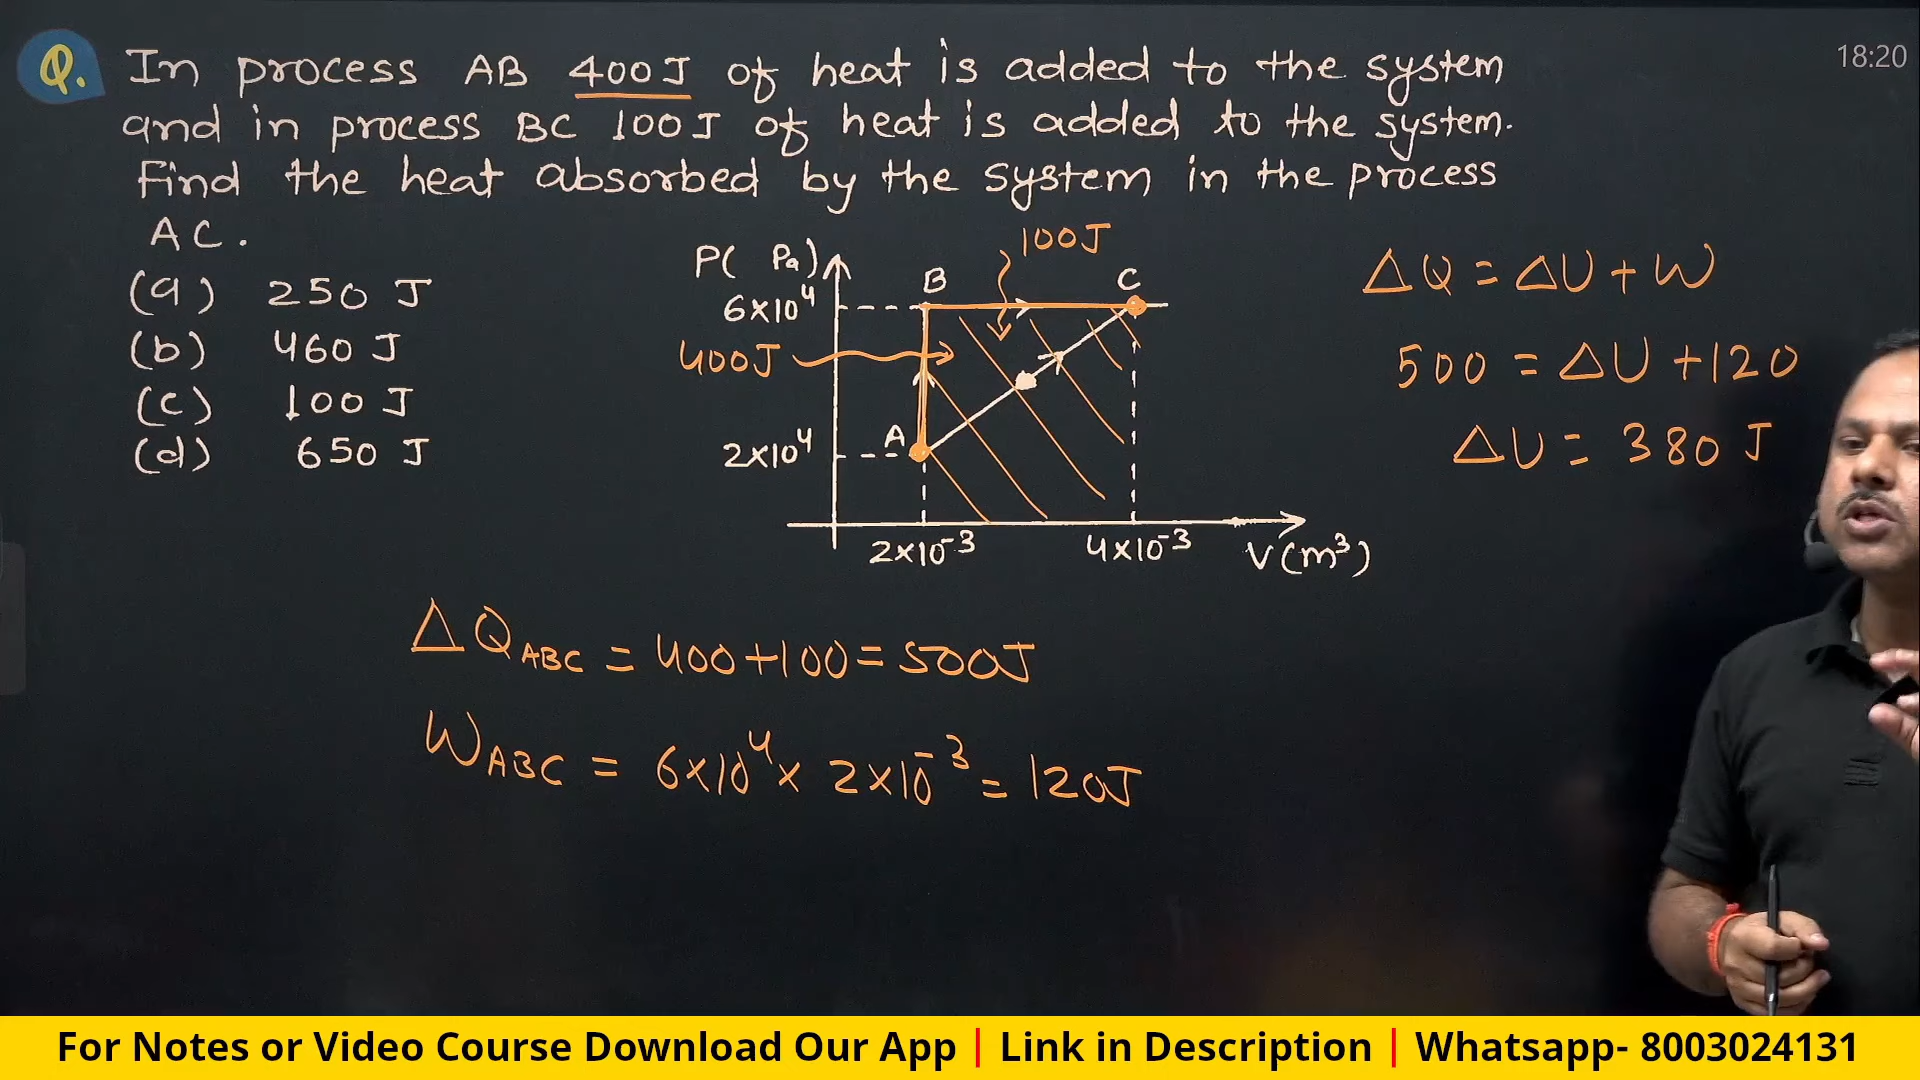 Q. In process AB 400J of heat is added to the system
and in process BC 100J of heat is added to the system.
Find the heat absorbed by the system in the process
AC.
(a) 250 J
(b) 460 J
(c) 100 J
(d) 650 J
18:20
P( Pa)
100J
B
C
6×10⁴
400J
A
2×10⁴
2×10⁻³
4×10⁻³
V(m³)
ΔQ = ΔU + W
500 = ΔU + 120
ΔU = 380 J
ΔQABC = 400+100 = 500J
WABC = 6×10⁴ × 2×10⁻³ = 120J
For Notes or Video Course Download Our App | Link in Description | Whatsapp- 8003024131